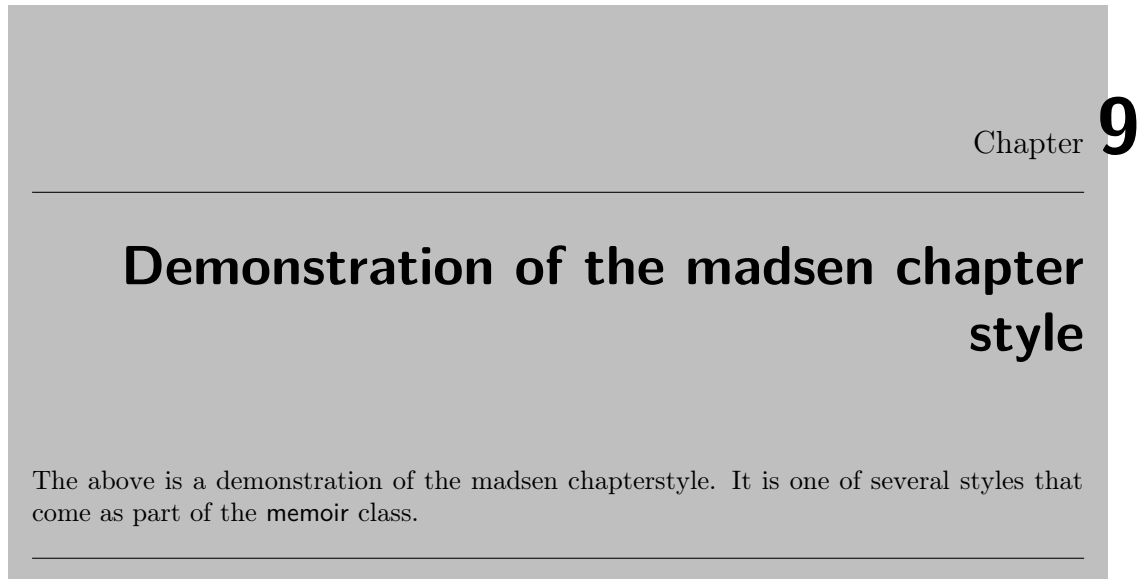 Chapter 9
Demonstration of the madsen chapter
style
The above is a demonstration of the madsen chapterstyle. It is one of several styles that
come as part of the memoir class.